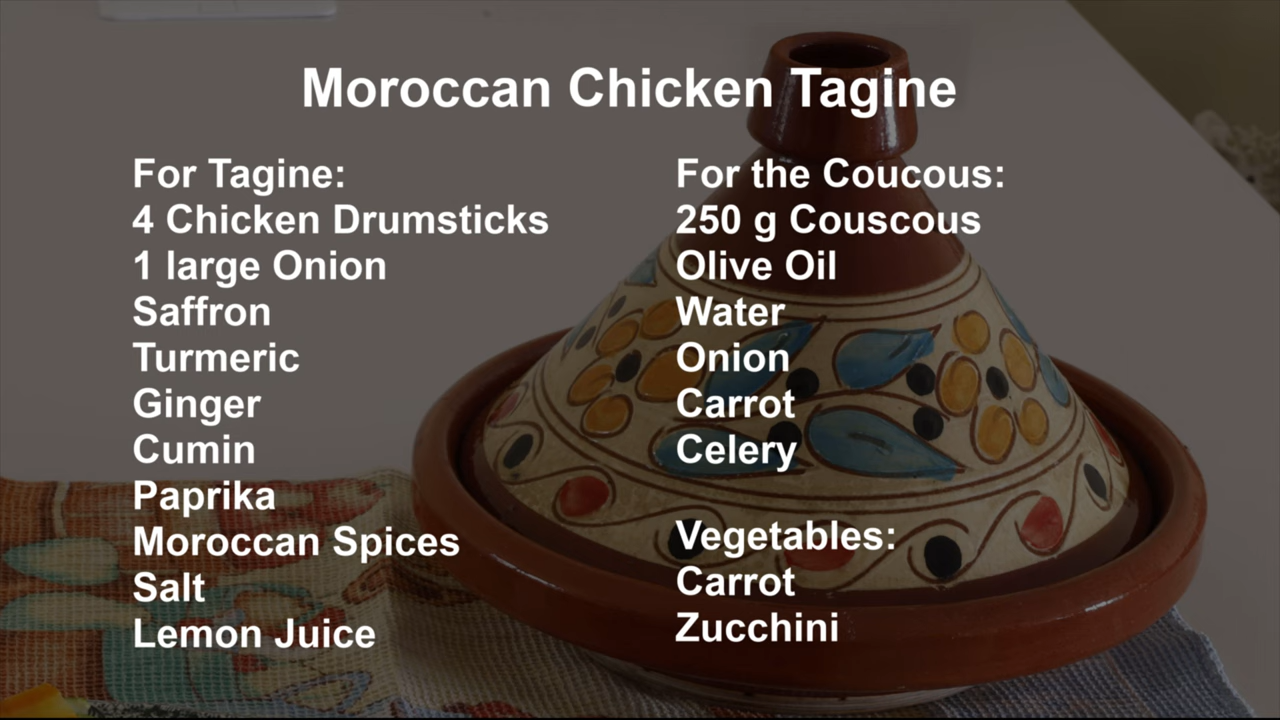 Moroccan Chicken Tagine
For Tagine:
4 Chicken Drumsticks
1 large Onion
Saffron
Turmeric
Ginger
Cumin
Paprika
Moroccan Spices
Salt
Lemon Juice
For the Coucous:
250 g Couscous
Olive Oil
Water
Onion
Carrot
Celery
Vegetables:
Carrot
Zucchini